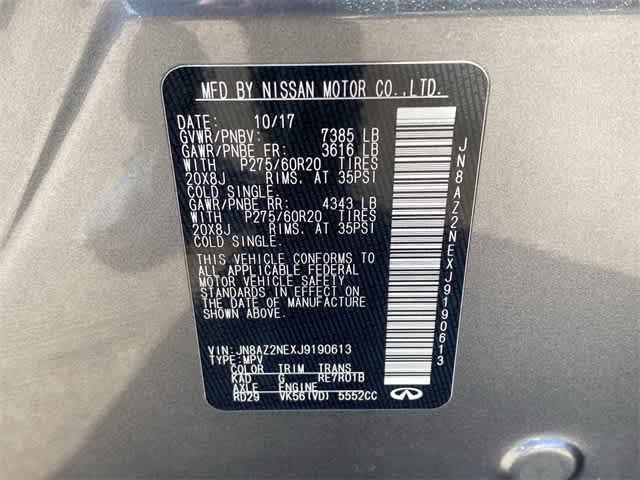 MFD BY NISSAN MOTOR CO.,LTD.
DATE: 10/17
GVWR/PNBV: 7385 LB
GAWR/PNBE FR: 3616 LB
WITH P275/60R20 TIRES
20X8J RIMS, AT 35PSI
COLD SINGLE.
GAWR/PNBE RR: 4343 LB
WITH P275/60R20 TIRES
20X8J RIMS, AT 35PSI
COLD SINGLE.
THIS VEHICLE CONFORMS TO
ALL APPLICABLE FEDERAL
MOTOR VEHICLE SAFETY
STANDARDS IN EFFECT ON
THE DATE OF MANUFACTURE
SHOWN ABOVE.
VIN:JN8AZ2NEXJ9190613
TYPE:MPV
COLOR TRIM TRANS
KAD G RE7R01B
AXLE ENGINE
RD29 VK56(VD) 5552CC
JN8AZ2NEXJ9190613